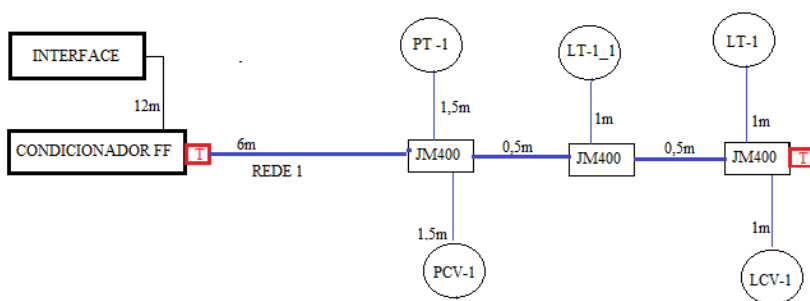 PT -1
LT-1_1
LT-1
INTERFACE
12m
1,5m
1m
1m
CONDICIONADOR FF
T
6m
REDE 1
JM400
0,5m
JM400
0,5m
JM400
T
1,5m
1m
PCV-1
LCV-1